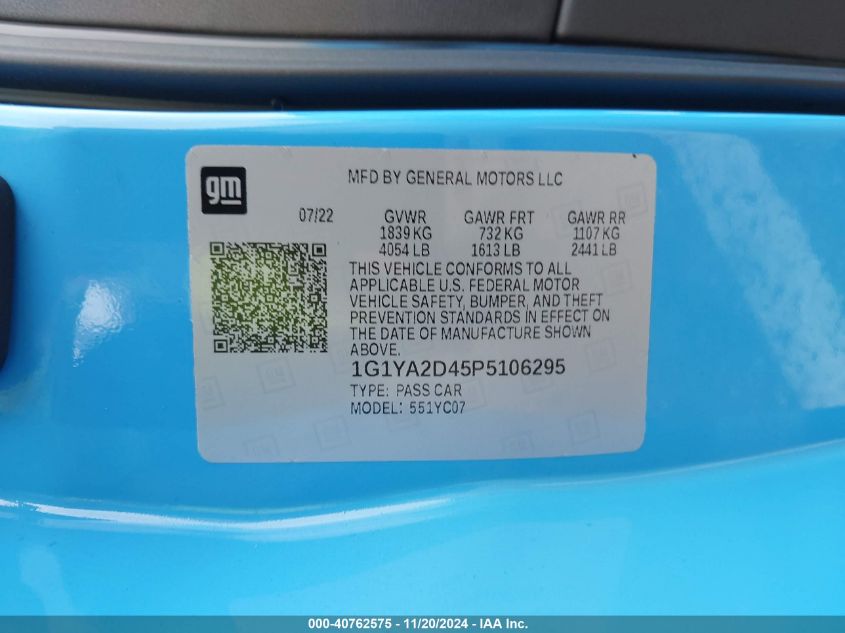 gm
MFD BY GENERAL MOTORS LLC
07/22 GVWR GAWR FRT GAWR RR
1839 KG 732 KG 1107 KG
4054 LB 1613 LB 2441 LB
THIS VEHICLE CONFORMS TO ALL
APPLICABLE U.S. FEDERAL MOTOR
VEHICLE SAFETY, BUMPER, AND THEFT
PREVENTION STANDARDS IN EFFECT ON
THE DATE OF MANUFACTURE SHOWN
ABOVE.
1G1YA2D45P5106295
TYPE: PASS CAR
MODEL: 551YC07
000-40762575 - 11/20/2024 - IAA Inc.